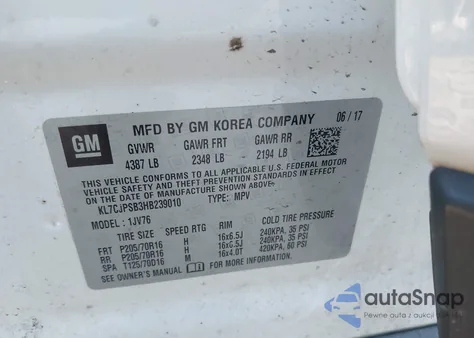 GM
MFD BY GM KOREA COMPANY 06/17
GVWR GAWR FRT GAWR RR
4387 LB 2348 LB 2194 LB
THIS VEHICLE CONFORMS TO ALL APPLICABLE U.S. FEDERAL MOTOR
VEHICLE SAFETY AND THEFT PREVENTION STANDARDS IN EFFECT
ON THE DATE OF MANUFACTURE SHOWN ABOVE.
KL7CJPSB3HB239010 TYPE: MPV
MODEL: 1JV76
TIRE SIZE SPEED RTG RIM
FRT P205/70R16 H 16x6.5J 240KPA, 35 PSI
RR P205/70R16 H 16x6.5J 240KPA, 35 PSI
SPA T125/70D16 M 16x4.0T 420KPA, 60 PSI
SEE OWNER'S MANUAL FOR MORE INFORMATION.
autoSnap
Pewne auta z aukcji